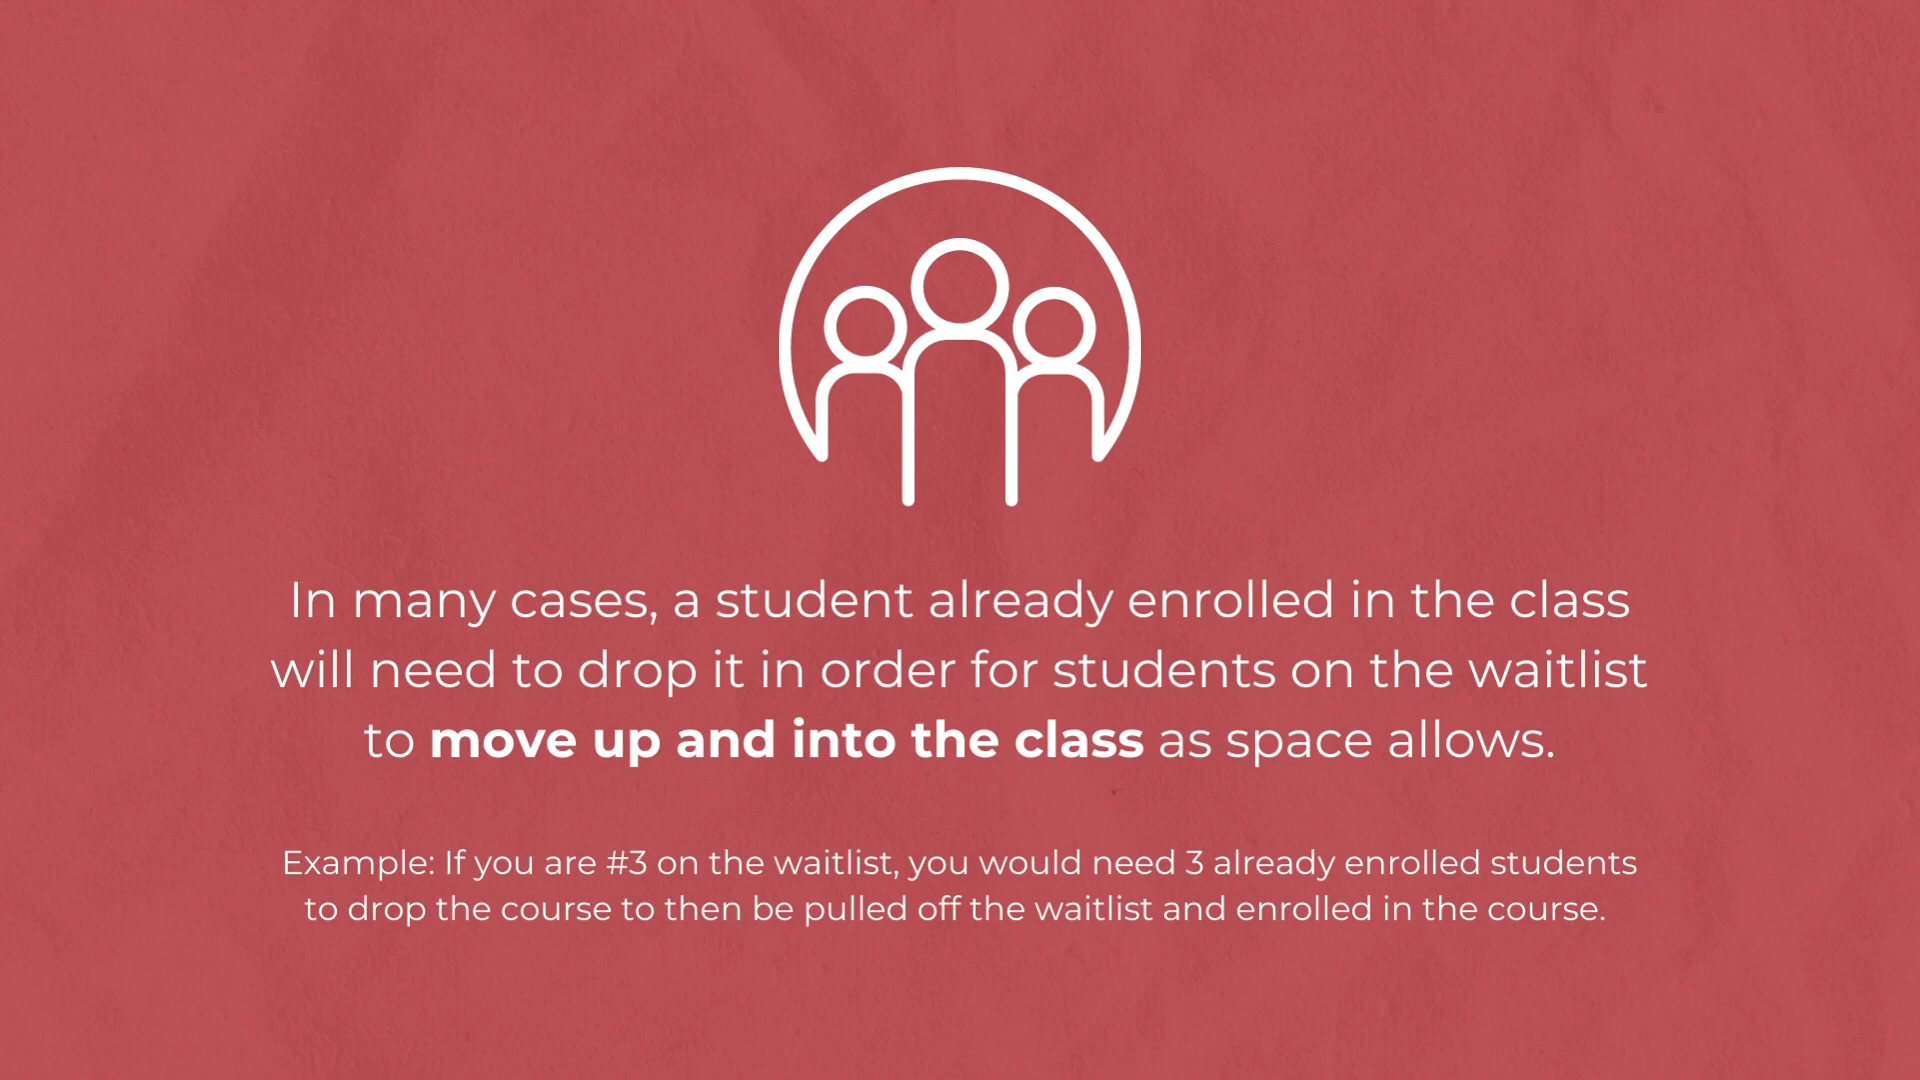 In many cases, a student already enrolled in the class
will need to drop it in order for students on the waitlist
to move up and into the class as space allows.
Example: If you are #3 on the waitlist, you would need 3 already enrolled students
to drop the course to then be pulled off the waitlist and enrolled in the course.